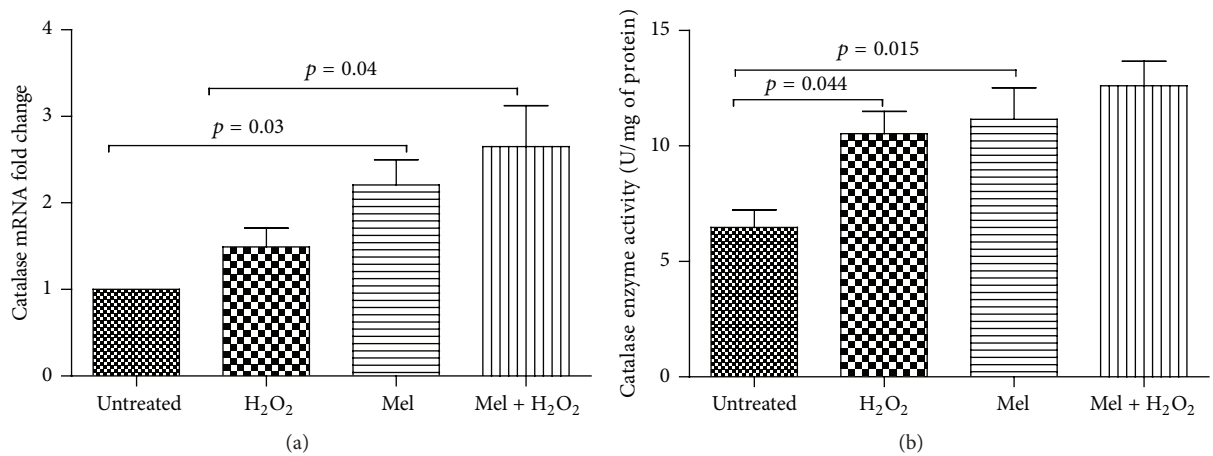 Catalase mRNA fold change
4
3
2
1
0
p = 0.04
p = 0.03
Untreated
H₂O₂
Mel
Mel + H₂O₂
(a)
Catalase enzyme activity (U/mg of protein)
15
10
5
0
p = 0.015
p = 0.044
Untreated
H₂O₂
Mel
Mel + H₂O₂
(b)